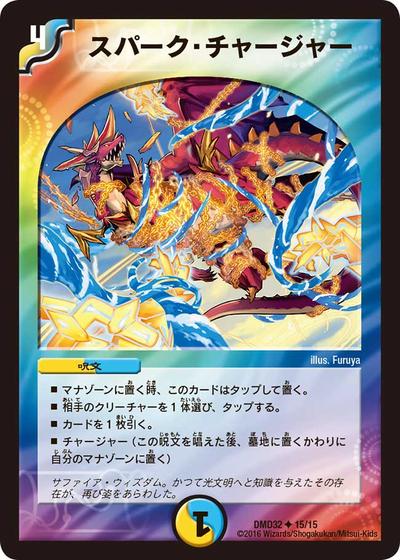 4
スパーク・チャージャー
illus. Furuya
呪文
■ マナゾーンに置く時、このカードはタップして置く。
■ 相手のクリーチャーを1体選び、タップする。
■ カードを1枚引く。
■ チャージャー（この呪文を唱えた後、墓地に置くかわりに
自分のマナゾーンに置く）
サファイア・ウィズダム。かつて光文明へと知識を与えたその存
在が、再び姿をあらわした。
1
DMD32 ◆ 15/15
©2016 Wizards/Shogakukan/Mitsui-Kids